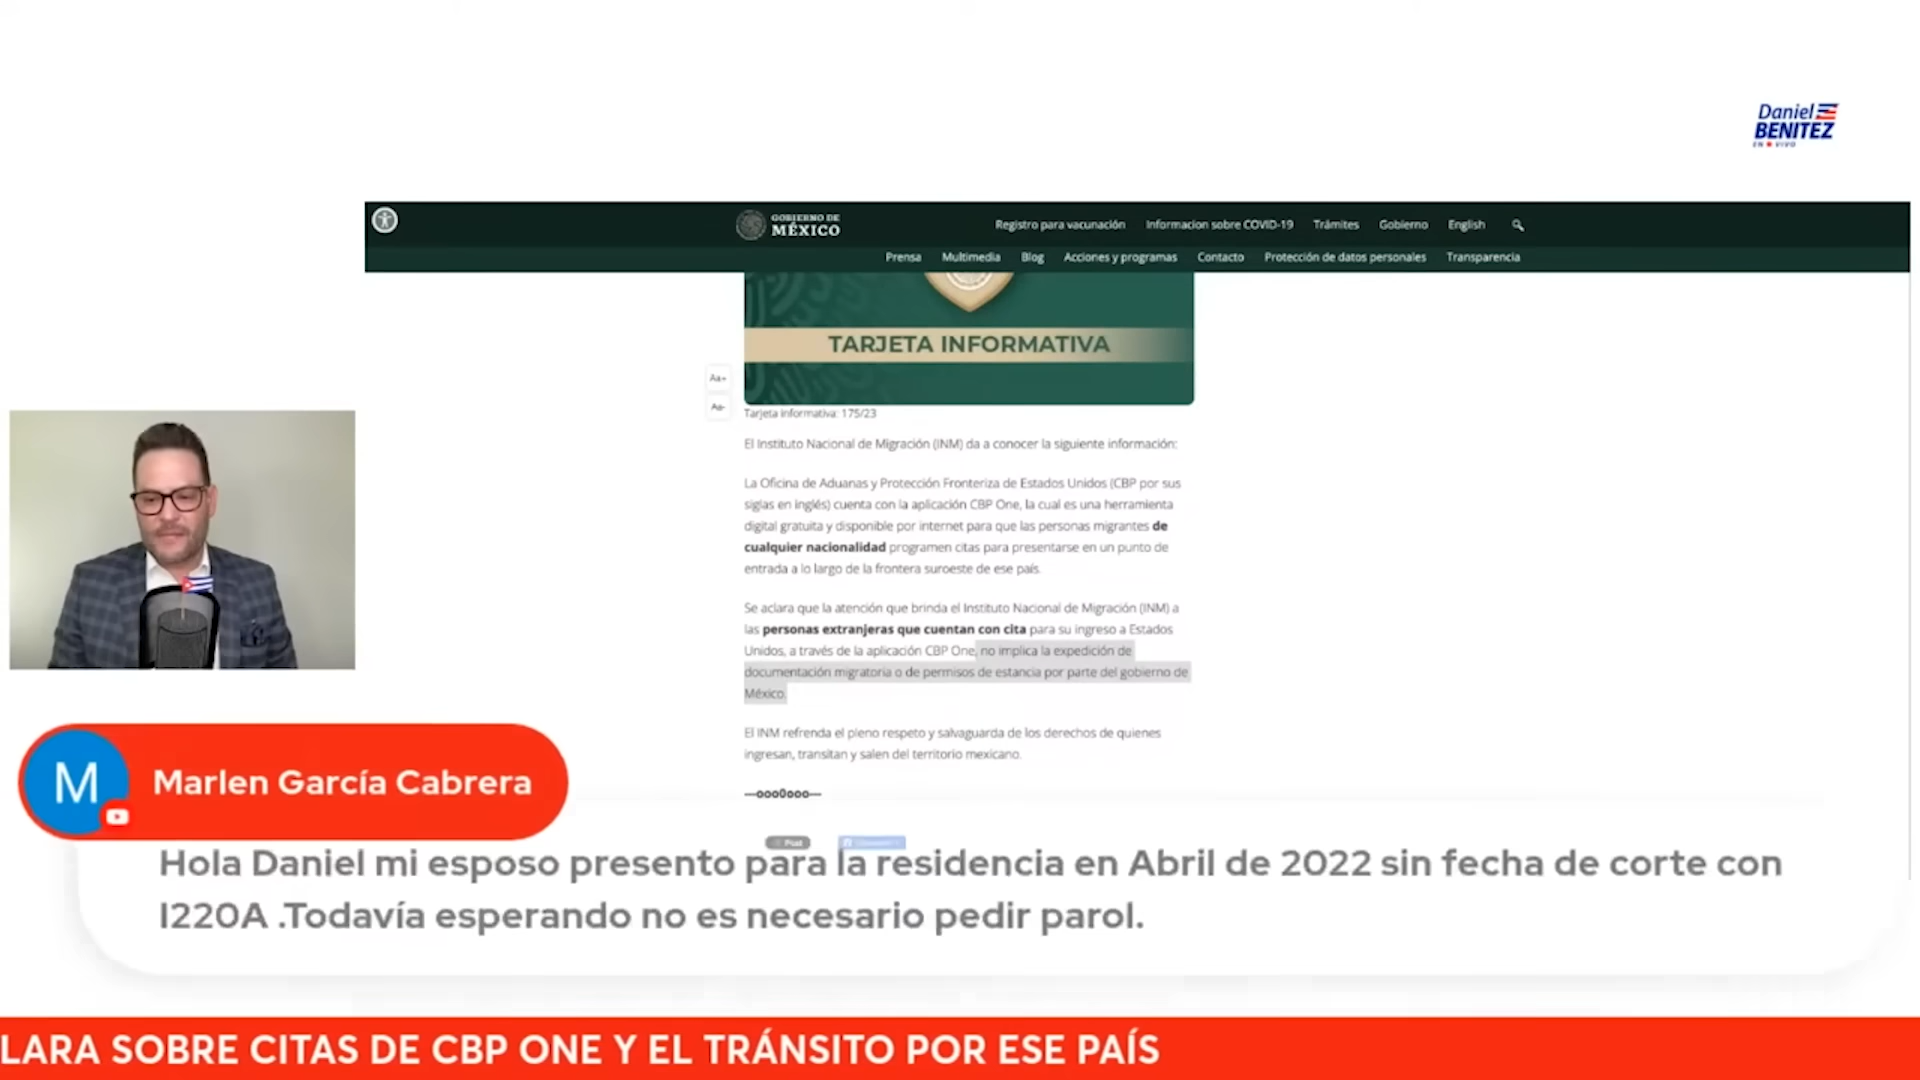 Daniel
BENITEZ
EN VIVO
GOBIERNO DE
MÉXICO
Registro para vacunación Informacion sobre COVID-19 Trámites Gobierno English
Prensa Multimedia Blog Acciones y programas Contacto Protección de datos personales Transparencia
TARJETA INFORMATIVA
Aa+
Aa-
Tarjeta informativa: 175/23
El Instituto Nacional de Migración (INM) da a conocer la siguiente información:
La Oficina de Aduanas y Protección Fronteriza de Estados Unidos (CBP por sus
siglas en inglés) cuenta con la aplicación CBP One, la cual es una herramienta
digital gratuita y disponible por internet para que las personas migrantes de
cualquier nacionalidad programen citas para presentarse en un punto de
entrada a lo largo de la frontera suroeste de ese país.
Se aclara que la atención que brinda el Instituto Nacional de Migración (INM) a
las personas extranjeras que cuentan con cita para su ingreso a Estados
Unidos, a través de la aplicación CBP One, no implica la expedición de
documentación migratoria o de permisos de estancia por parte del gobierno de
México.
El INM refrenda el pleno respeto y salvaguarda de los derechos de quienes
ingresan, transitan y salen del territorio mexicano.
---ooo0ooo---
Post
M
Marlen García Cabrera
Hola Daniel mi esposo presento para la residencia en Abril de 2022 sin fecha de corte con
I220A .Todavía esperando no es necesario pedir parol.
LARA SOBRE CITAS DE CBP ONE Y EL TRÁNSITO POR ESE PAÍS